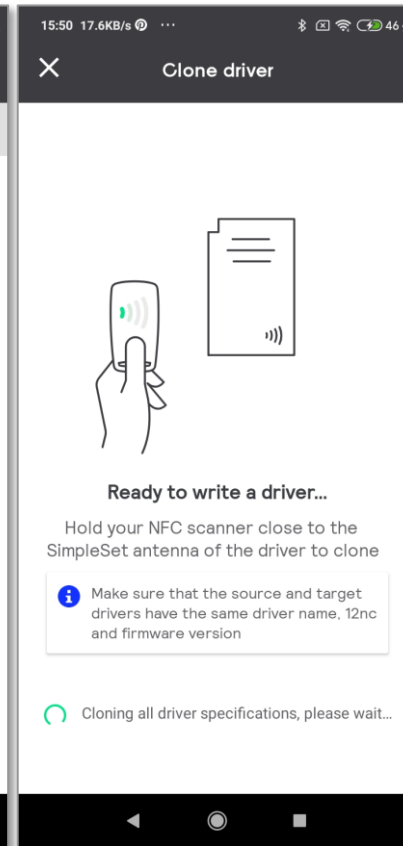 15:50 17.6KB/s ... 46
Clone driver
Ready to write a driver...
Hold your NFC scanner close to the
SimpleSet antenna of the driver to clone
Make sure that the source and target
drivers have the same driver name, 12nc
and firmware version
Cloning all driver specifications, please wait...